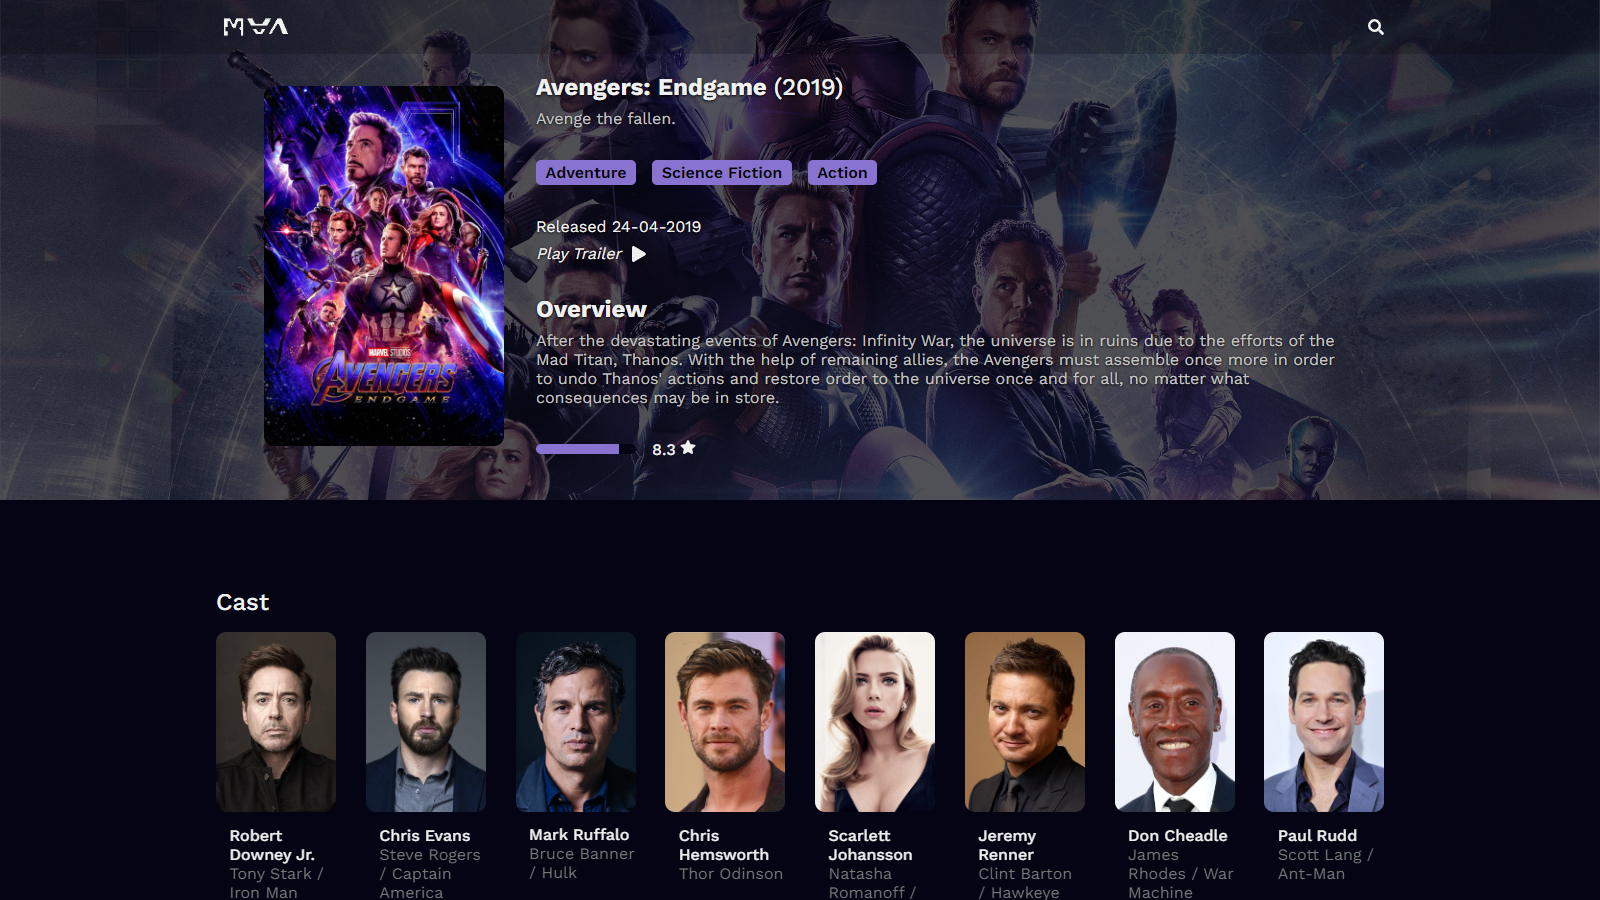 MVA
Avengers: Endgame (2019)
Avenge the fallen.
Adventure Science Fiction Action
Released 24-04-2019
Play Trailer
Overview
After the devastating events of Avengers: Infinity War, the universe is in ruins due to the efforts of the
Mad Titan, Thanos. With the help of remaining allies, the Avengers must assemble once more in order
to undo Thanos' actions and restore order to the universe once and for all, no matter what
consequences may be in store.
8.3
MARVEL STUDIOS
AVENGERS
ENDGAME
Cast
Robert
Downey Jr.
Tony Stark /
Iron Man
Chris Evans
Steve Rogers
/ Captain
America
Mark Ruffalo
Bruce Banner
/ Hulk
Chris
Hemsworth
Thor Odinson
Scarlett
Johansson
Natasha
Romanoff /
Jeremy
Renner
Clint Barton
/ Hawkeye
Don Cheadle
James
Rhodes / War
Machine
Paul Rudd
Scott Lang /
Ant-Man